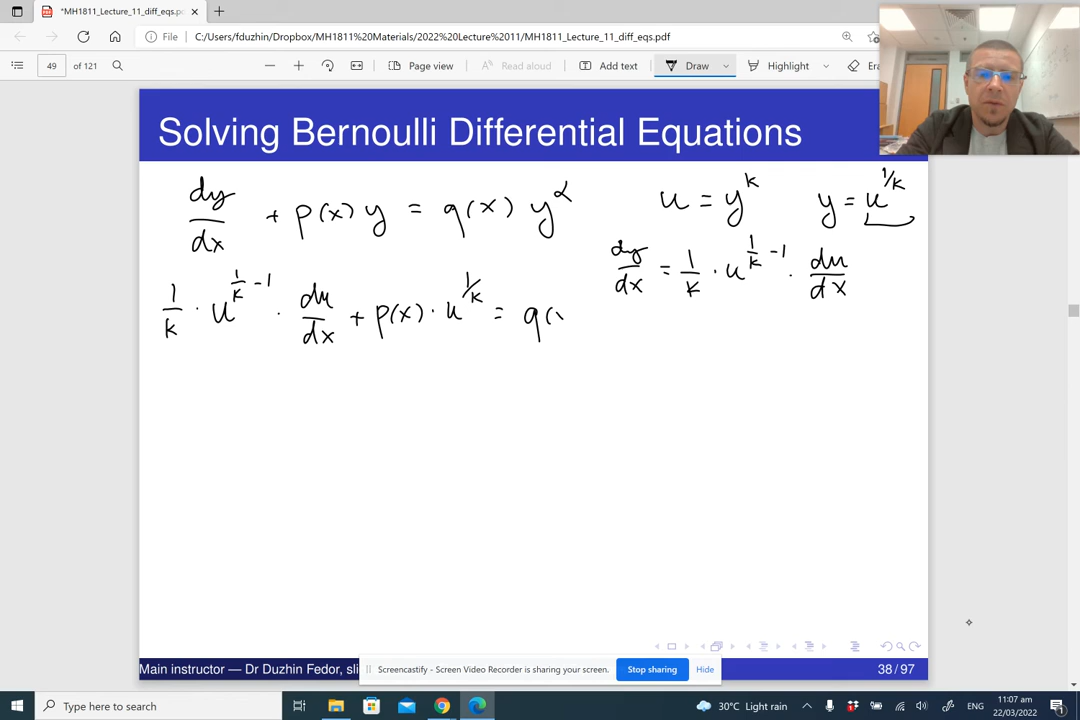 *MH1811_Lecture_11_diff_eqs.pd
File C:/Users/fduzhin/Dropbox/MH1811%20Materials/2022%20Lecture%2011/MH1811_Lecture_11_diff_eqs.pdf
49 of 121 Page view Read aloud Add text Draw Highlight Era
Solving Bernoulli Differential Equations
dy/dx + p(x) y = q(x) y^α
u = y^k y = u^{1/k}
dy/dx = 1/k · u^{1/k - 1} · du/dx
1/k · u^{1/k - 1} · du/dx + p(x) · u^{1/k} = q(
Main instructor — Dr Duzhin Fedor, sli
38 / 97
Screencastify - Screen Video Recorder is sharing your screen. Stop sharing Hide
Type here to search
30°C Light rain
ENG
11:07 am
22/03/2022